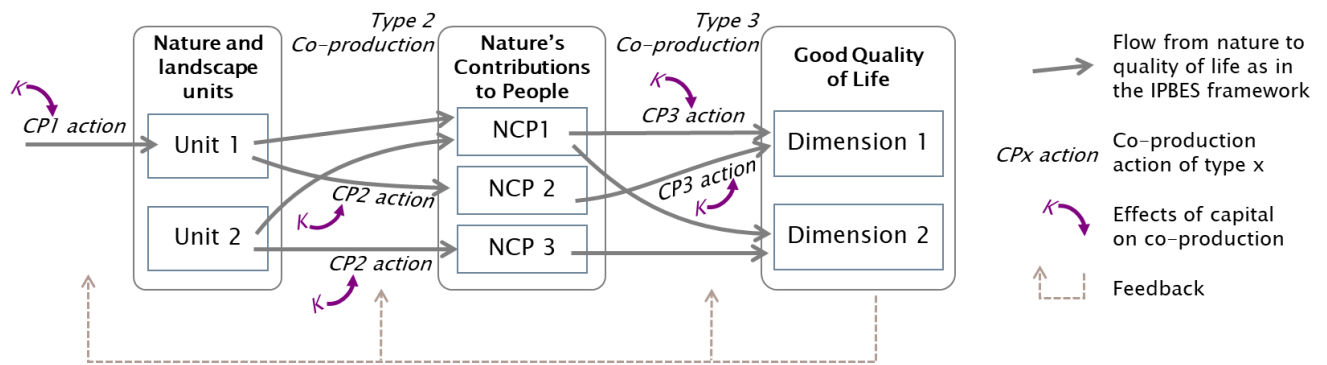 K
CP1 action
Nature and
landscape
units
Unit 1
Unit 2
Type 2
Co-production
K
CP2 action
CP2 action
K
Nature's
Contributions
to People
NCP1
NCP 2
NCP 3
Type 3
Co-production
K
CP3 action
CP3 action
K
Good Quality
of Life
Dimension 1
Dimension 2
Flow from nature to
quality of life as in
the IPBES framework
CPx action
Co-production
action of type x
K
Effects of capital
on co-production
Feedback